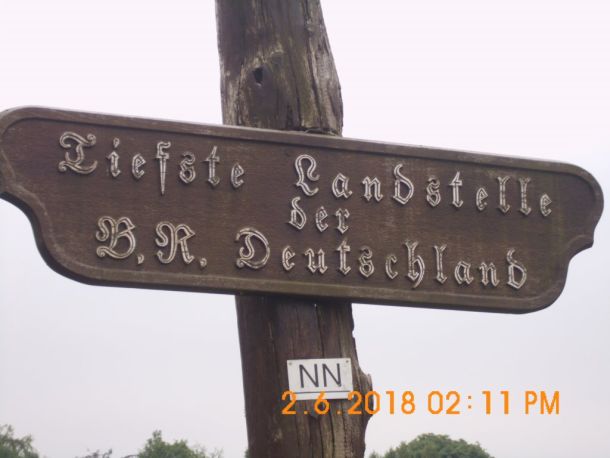 Tiefste Landstelle
der
B. R. Deutschland
NN
2.6.2018 02:11 PM